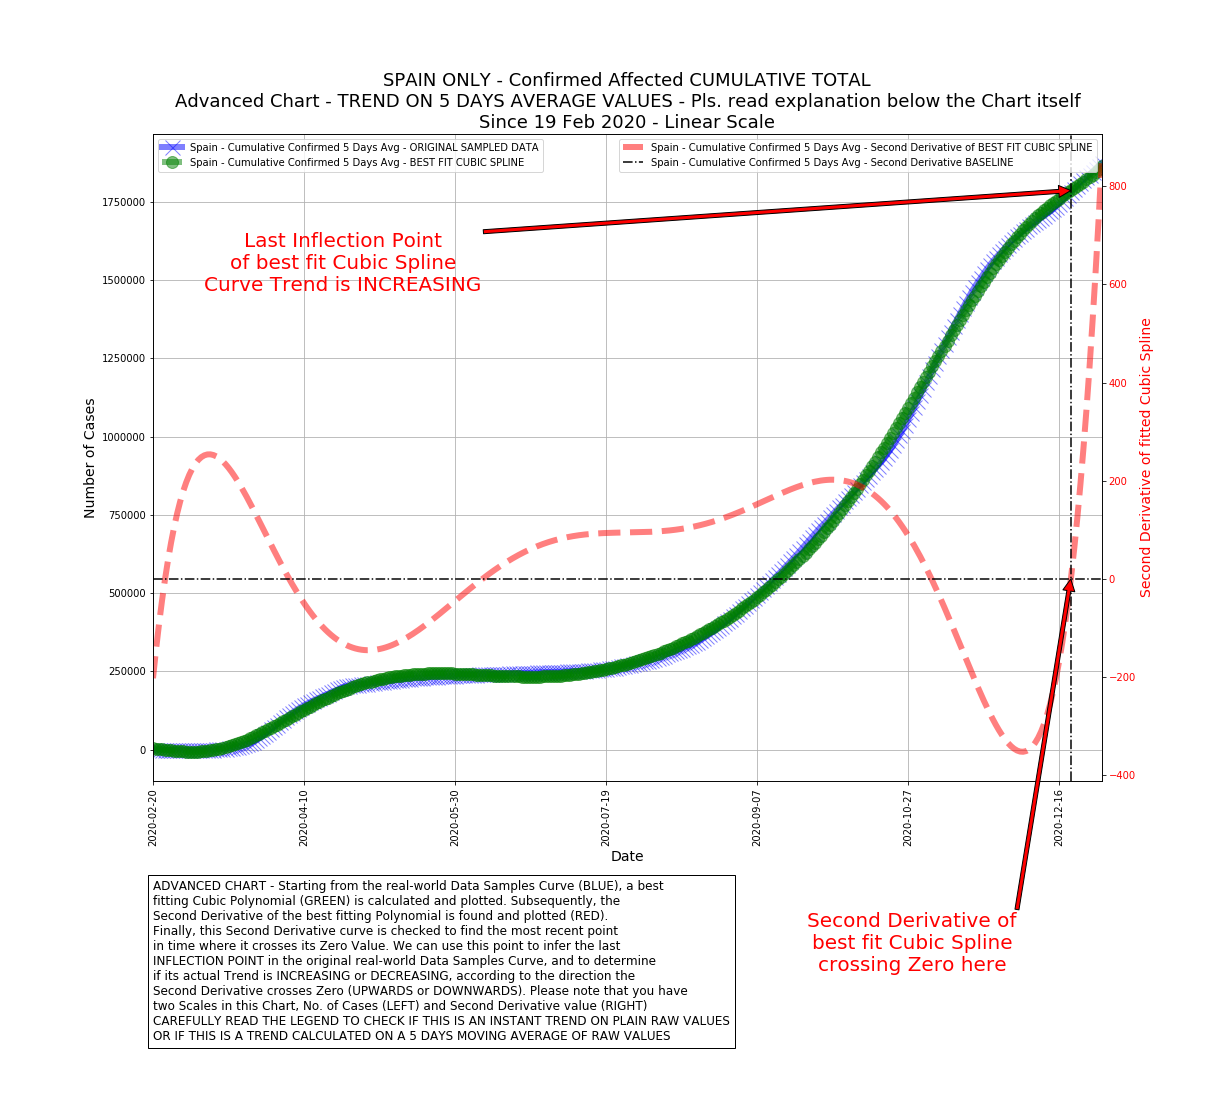 SPAIN ONLY - Confirmed Affected CUMULATIVE TOTAL
Advanced Chart - TREND ON 5 DAYS AVERAGE VALUES - Pls. read explanation below the Chart itself
Since 19 Feb 2020 - Linear Scale
Spain - Cumulative Confirmed 5 Days Avg - ORIGINAL SAMPLED DATA
Spain - Cumulative Confirmed 5 Days Avg - BEST FIT CUBIC SPLINE
Spain - Cumulative Confirmed 5 Days Avg - Second Derivative of BEST FIT CUBIC SPLINE
Spain - Cumulative Confirmed 5 Days Avg - Second Derivative BASELINE
Last Inflection Point
of best fit Cubic Spline
Curve Trend is INCREASING
Number of Cases
1750000
1500000
1250000
1000000
750000
500000
250000
0
800
600
400
200
0
−200
−400
Second Derivative of fitted Cubic Spline
2020-02-20
2020-04-10
2020-05-30
2020-07-19
2020-09-07
2020-10-27
2020-12-16
Date
ADVANCED CHART - Starting from the real-world Data Samples Curve (BLUE), a best
fitting Cubic Polynomial (GREEN) is calculated and plotted. Subsequently, the
Second Derivative of the best fitting Polynomial is found and plotted (RED).
Finally, this Second Derivative curve is checked to find the most recent point
in time where it crosses its Zero Value. We can use this point to infer the last
INFLECTION POINT in the original real-world Data Samples Curve, and to determine
if its actual Trend is INCREASING or DECREASING, according to the direction the
Second Derivative crosses Zero (UPWARDS or DOWNWARDS). Please note that you have
two Scales in this Chart, No. of Cases (LEFT) and Second Derivative value (RIGHT)
CAREFULLY READ THE LEGEND TO CHECK IF THIS IS AN INSTANT TREND ON PLAIN RAW VALUES
OR IF THIS IS A TREND CALCULATED ON A 5 DAYS MOVING AVERAGE OF RAW VALUES
Second Derivative of
best fit Cubic Spline
crossing Zero here